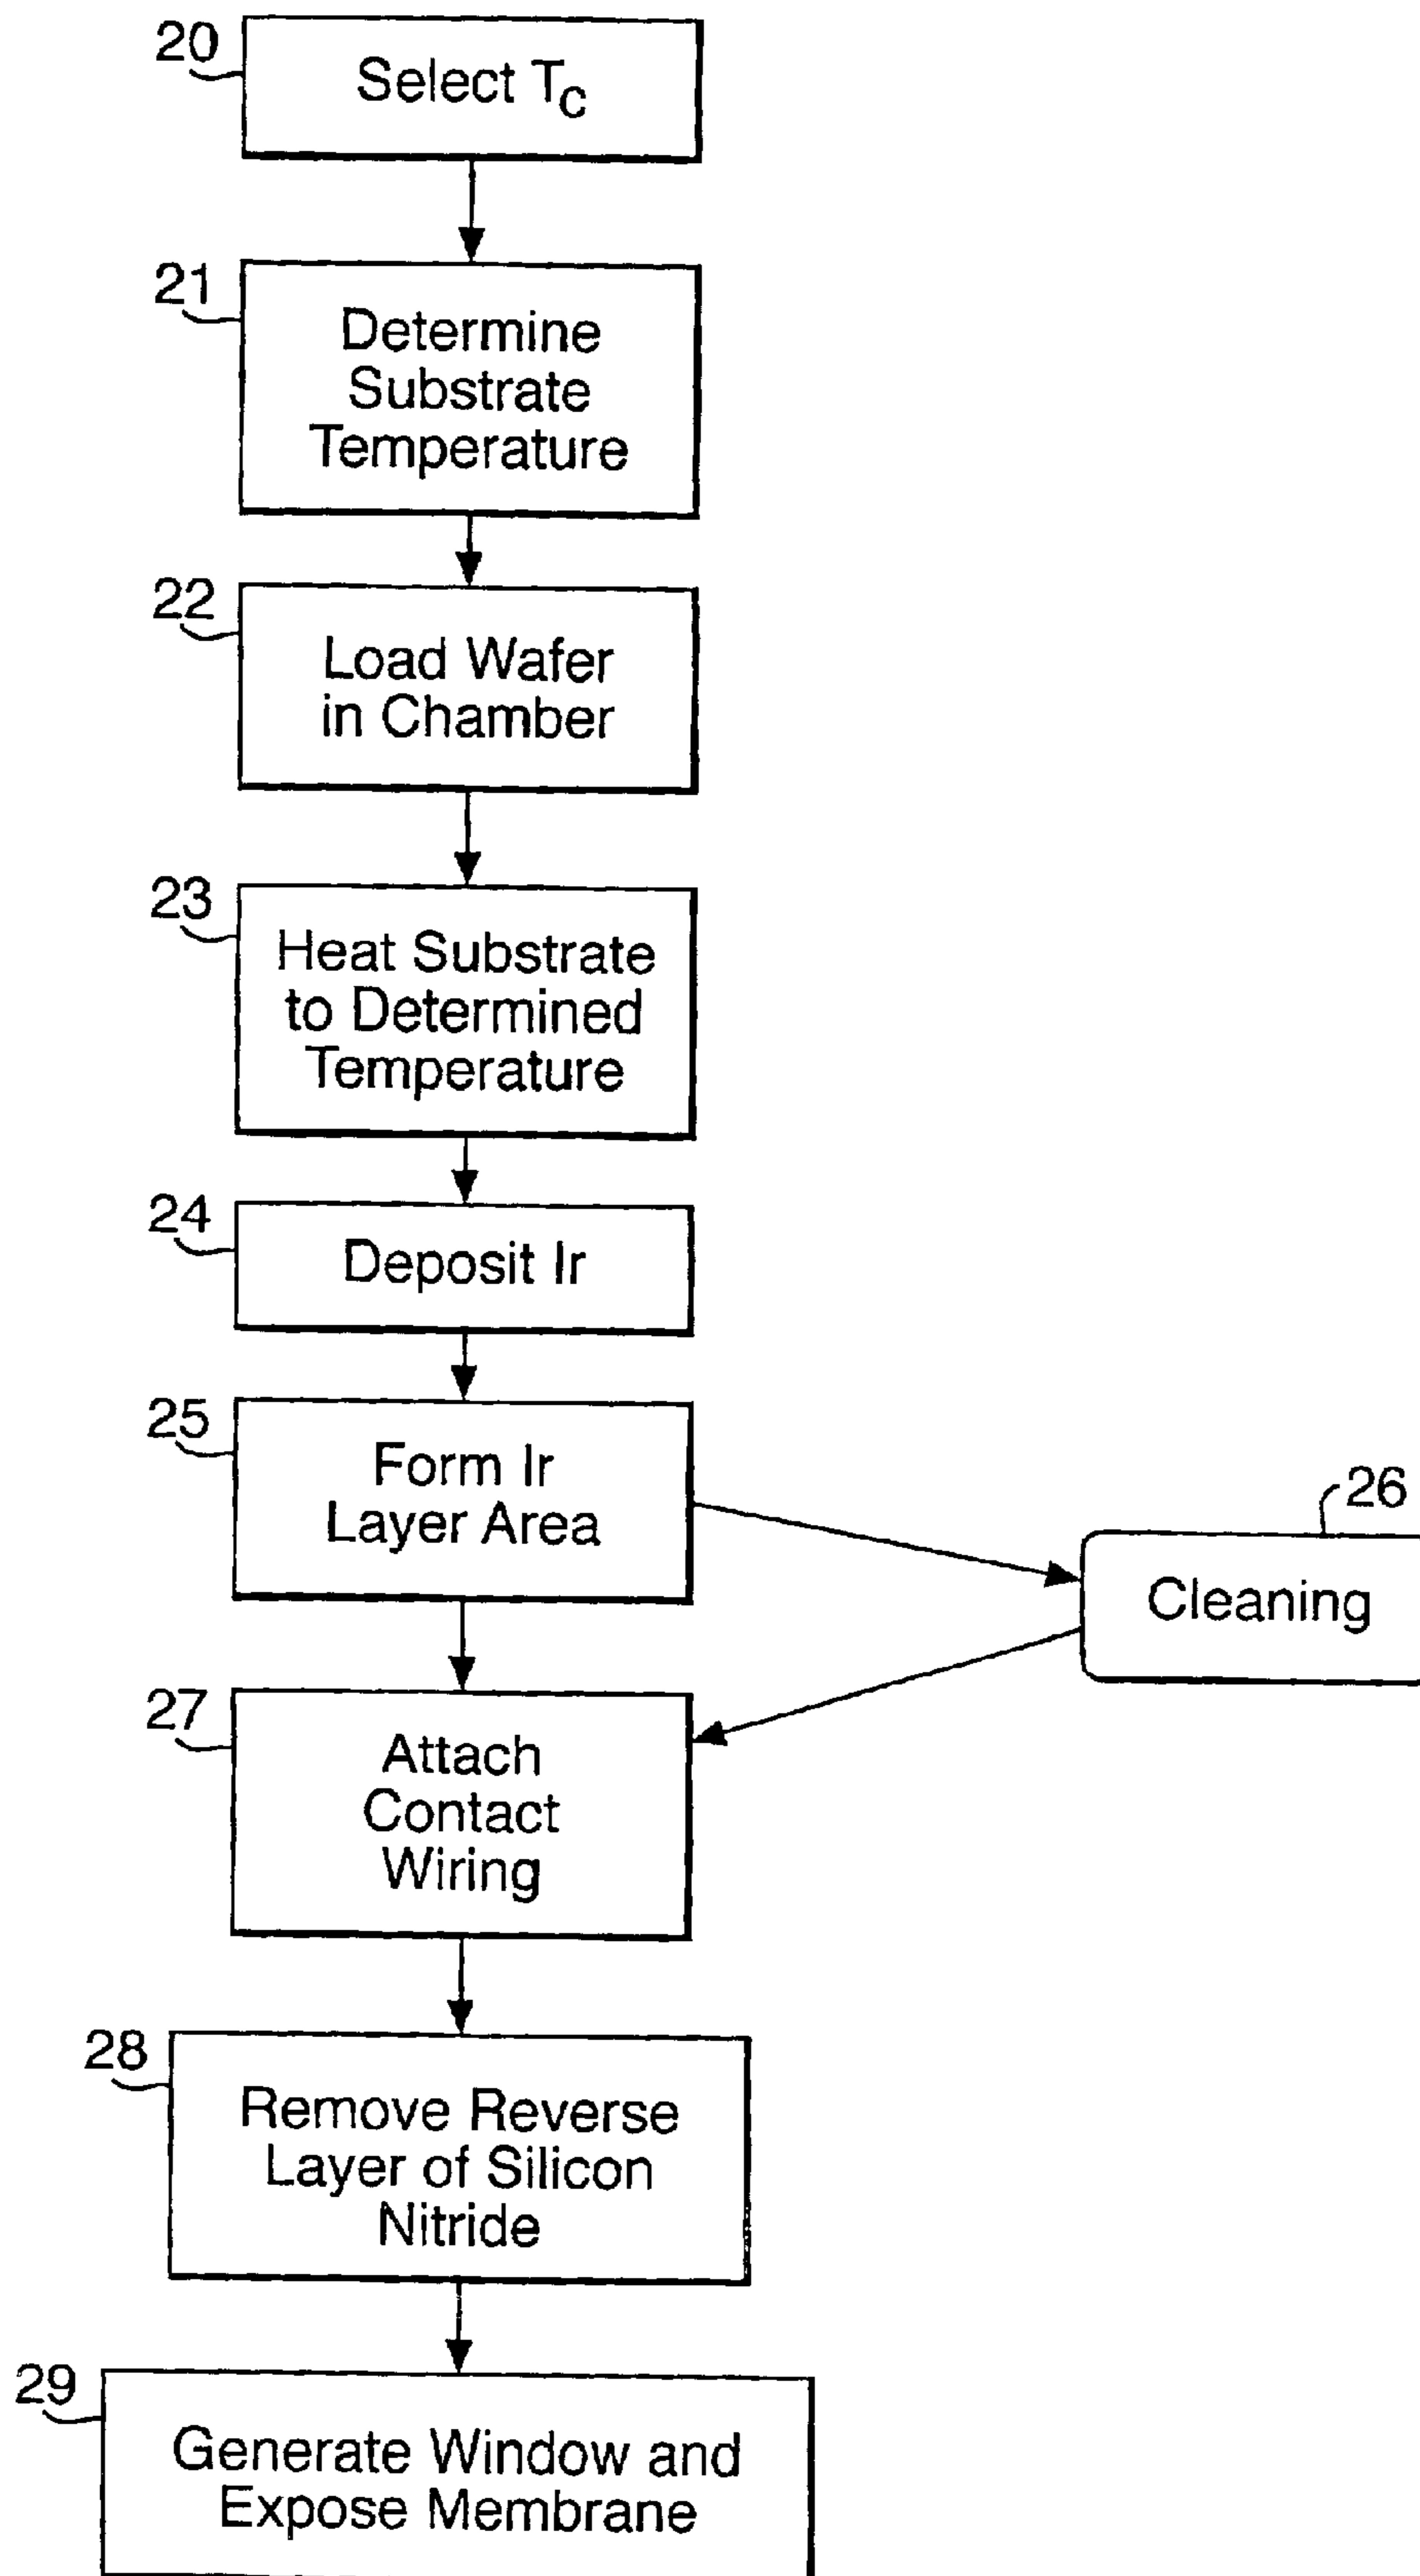 20
Select Tc
21
Determine
Substrate
Temperature
22
Load Wafer
in Chamber
23
Heat Substrate
to Determined
Temperature
24
Deposit Ir
25
Form Ir
Layer Area
26
Cleaning
27
Attach
Contact
Wiring
28
Remove Reverse
Layer of Silicon
Nitride
29
Generate Window and
Expose Membrane